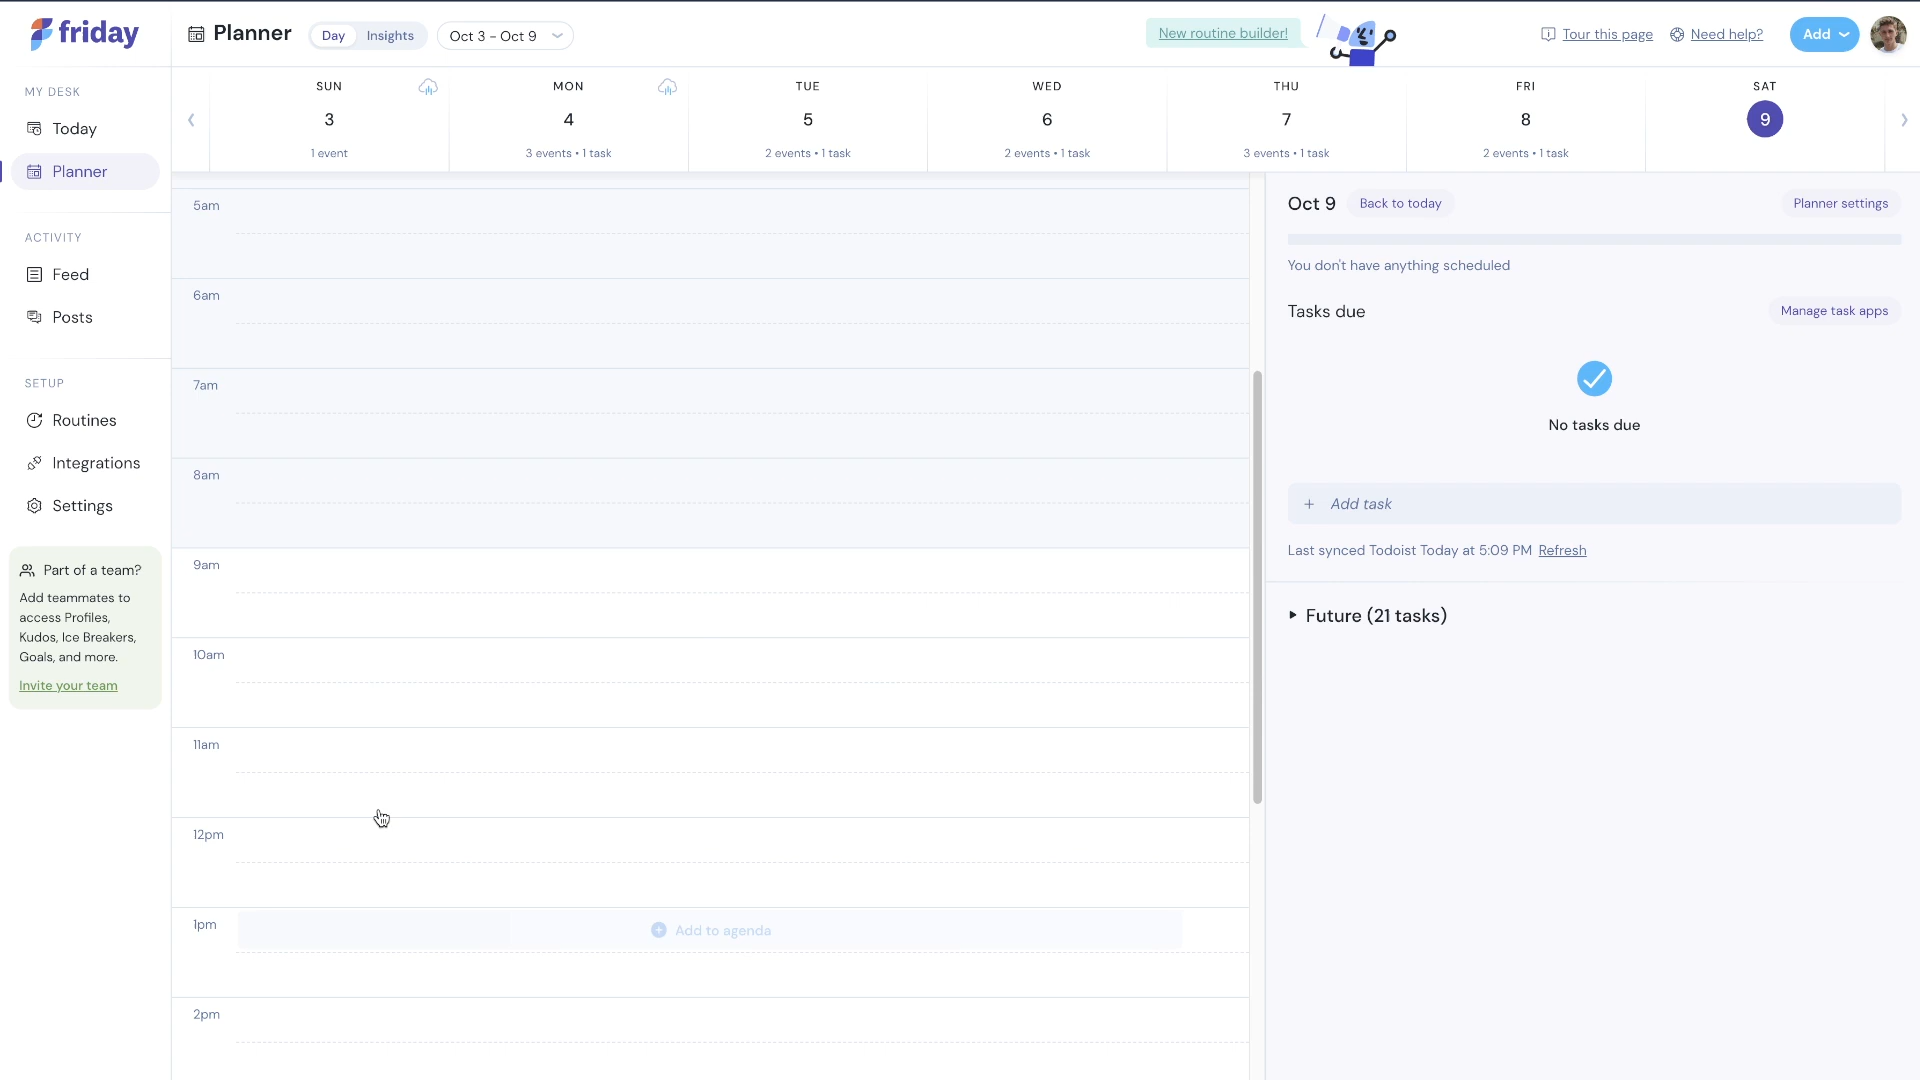 friday
Planner
Day
Insights
Oct 3 - Oct 9
New routine builder!
Tour this page
Need help?
Add
MY DESK
Today
Planner
ACTIVITY
Feed
Posts
SETUP
Routines
Integrations
Settings
Part of a team?
Add teammates to
access Profiles,
Kudos, Ice Breakers,
Goals, and more.
Invite your team
SUN
3
1 event
MON
4
3 events • 1 task
TUE
5
2 events • 1 task
WED
6
2 events • 1 task
THU
7
3 events • 1 task
FRI
8
2 events • 1 task
SAT
9
5am
6am
7am
8am
9am
10am
11am
12pm
1pm
Add to agenda
2pm
Oct 9
Back to today
Planner settings
You don't have anything scheduled
Tasks due
Manage task apps
No tasks due
+ Add task
Last synced Todoist Today at 5:09 PM Refresh
Future (21 tasks)